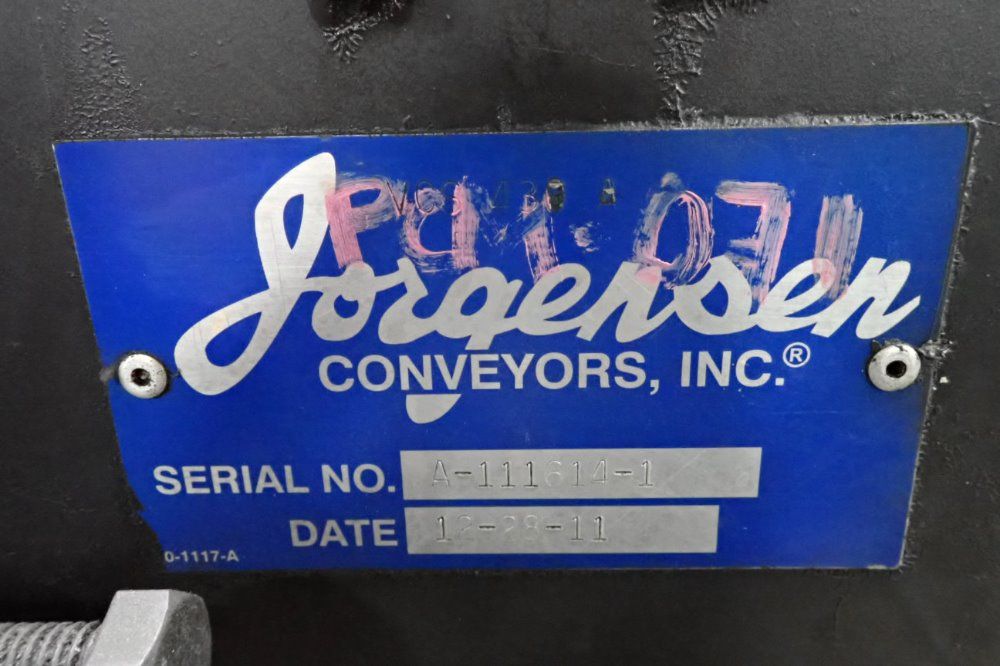 Jorgensen
CONVEYORS, INC.®
SERIAL NO. A-111614-1
DATE 12-28-11
0-1117-A